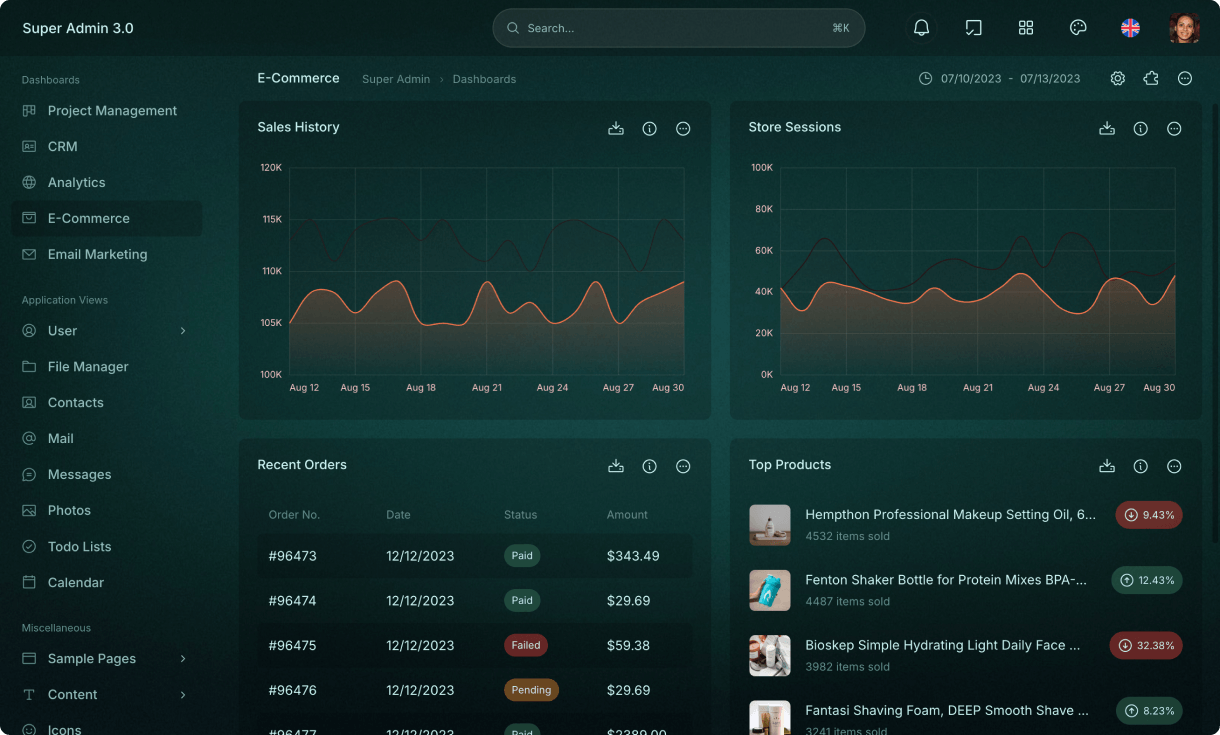 Super Admin 3.0
Search...
⌘K
Dashboards
Project Management
CRM
Analytics
E-Commerce
Email Marketing
Application Views
User
File Manager
Contacts
Mail
Messages
Photos
Todo Lists
Calendar
Miscellaneous
Sample Pages
Content
Icons
E-Commerce Super Admin › Dashboards
07/10/2023 - 07/13/2023
Sales History
120K
115K
110K
105K
100K
Aug 12 Aug 15 Aug 18 Aug 21 Aug 24 Aug 27 Aug 30
Store Sessions
100K
80K
60K
40K
20K
0K
Aug 12 Aug 15 Aug 18 Aug 21 Aug 24 Aug 27 Aug 30
Recent Orders
Order No. Date Status Amount
#96473 12/12/2023 Paid $343.49
#96474 12/12/2023 Paid $29.69
#96475 12/12/2023 Failed $59.38
#96476 12/12/2023 Pending $29.69
#96477 12/12/2023 Paid $2389.00
Top Products
Hempthon Professional Makeup Setting Oil, 6... 9.43%
4532 items sold
Fenton Shaker Bottle for Protein Mixes BPA-... 12.43%
4487 items sold
Bioskep Simple Hydrating Light Daily Face ... 32.38%
3982 items sold
Fantasi Shaving Foam, DEEP Smooth Shave ... 8.23%
3241 items sold